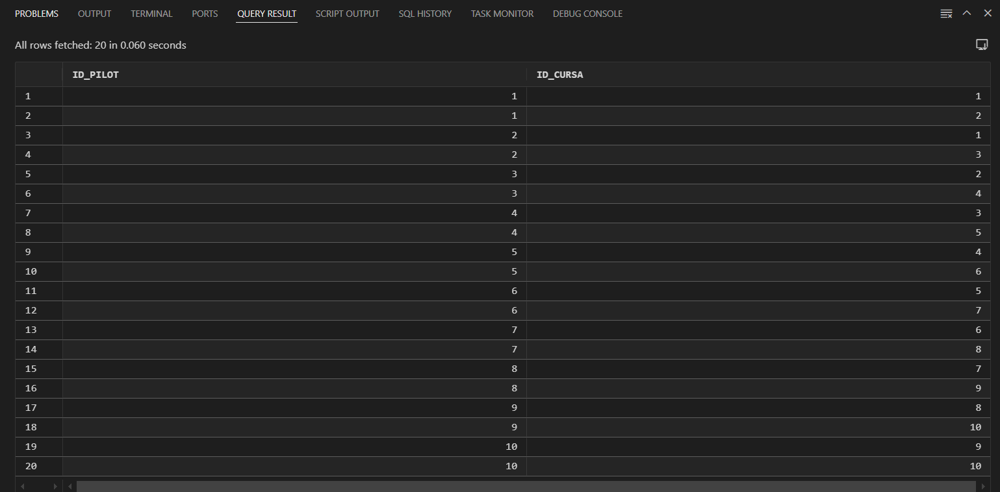 PROBLEMS OUTPUT TERMINAL PORTS QUERY RESULT SCRIPT OUTPUT SQL HISTORY TASK MONITOR DEBUG CONSOLE
All rows fetched: 20 in 0.060 seconds
ID_PILOT ID_CURSA
1 1 1
2 1 2
3 2 1
4 2 3
5 3 2
6 3 4
7 4 3
8 4 5
9 5 4
10 5 6
11 6 5
12 6 7
13 7 6
14 7 8
15 8 7
16 8 9
17 9 8
18 9 10
19 10 9
20 10 10